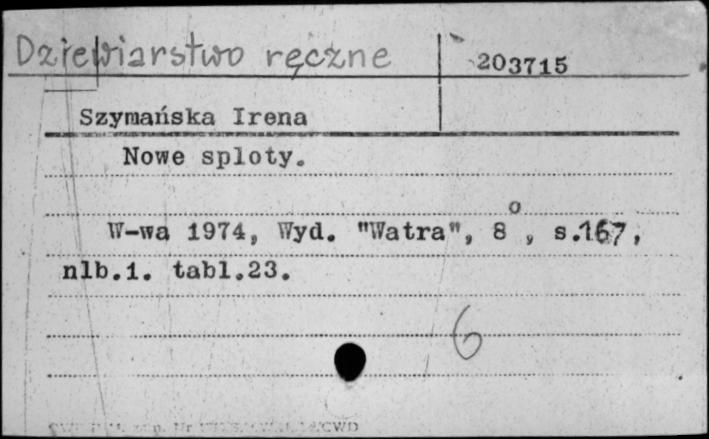 Dziewiarstwo ręczne 203715
Szymańska Irena
Nowe sploty.
W-wa 1974, Wyd. "Watra", 8°, s.167,
nlb.1. tabl.23.
6